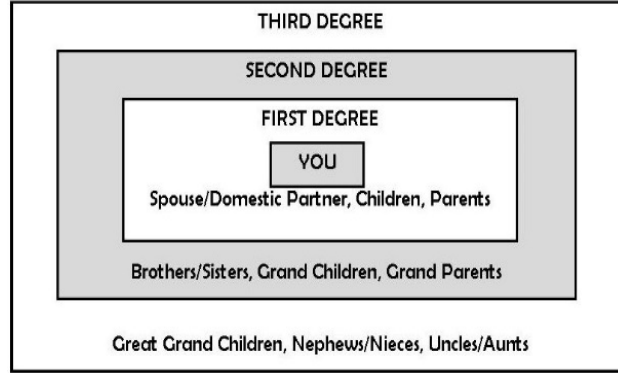 THIRD DEGREE
SECOND DEGREE
FIRST DEGREE
YOU
Spouse/Domestic Partner, Children, Parents
Brothers/Sisters, Grand Children, Grand Parents
Great Grand Children, Nephews/Nieces, Uncles/Aunts